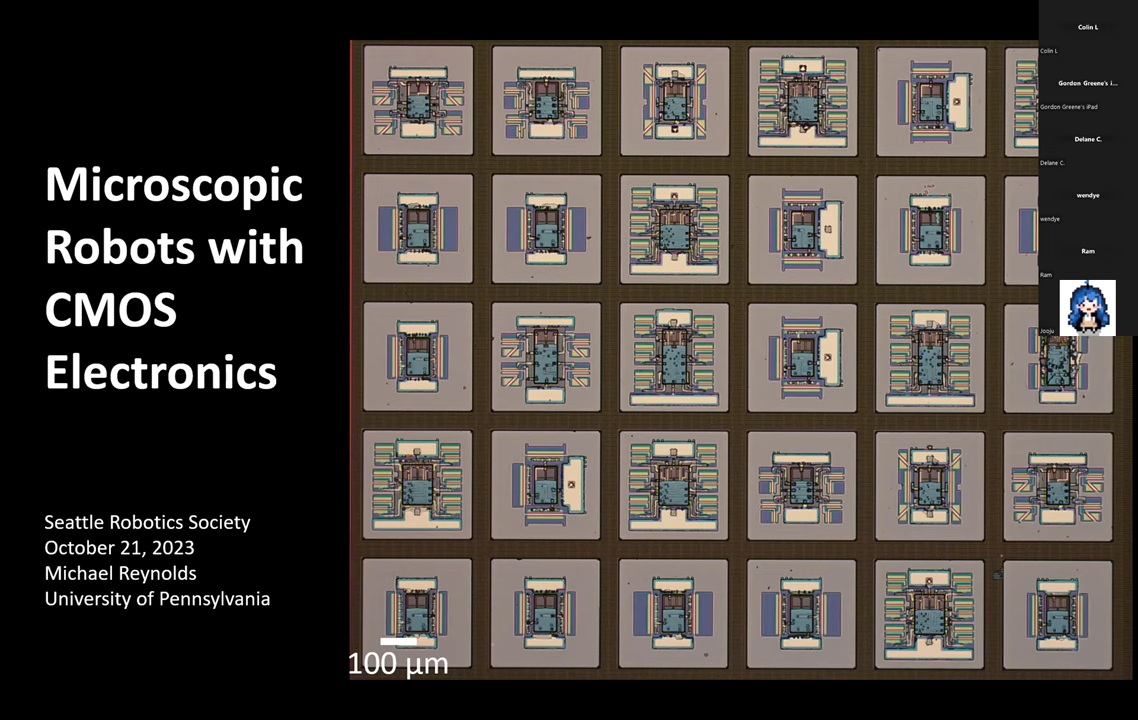 Microscopic
Robots with
CMOS
Electronics
Seattle Robotics Society
October 21, 2023
Michael Reynolds
University of Pennsylvania
100 µm
Colin L
Colin L
Gordon Greene's i...
Gordon Greene's iPad
Delane C.
Delane C.
wendye
wendye
Ram
Ram
Jooju